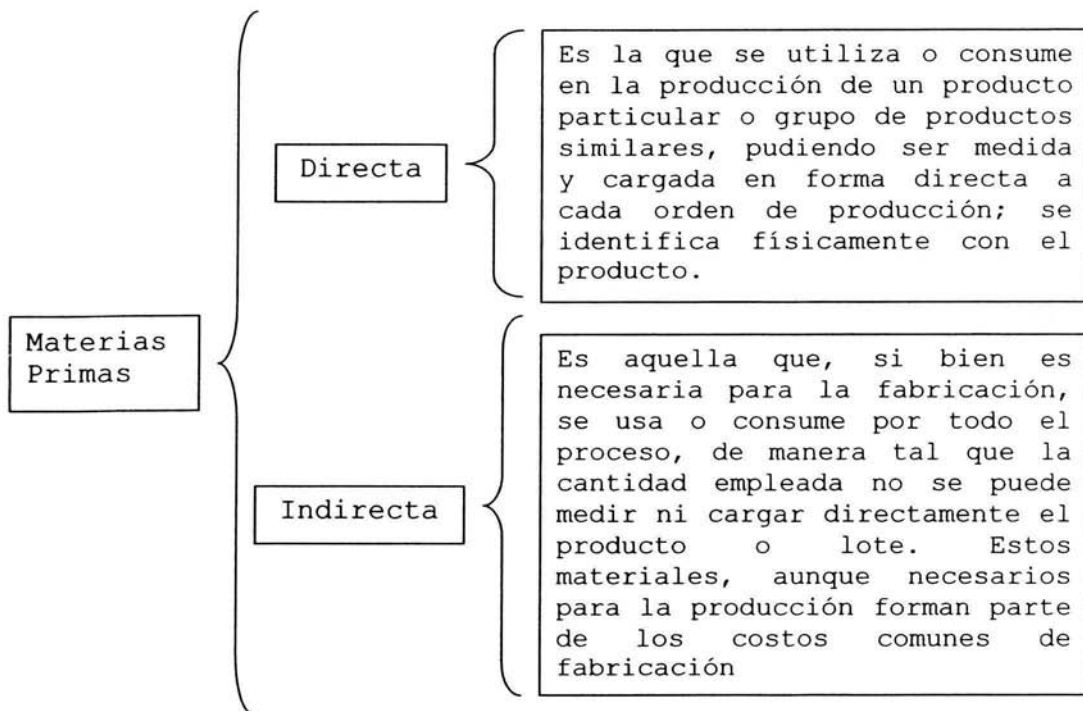 Materias
Primas
Directa
Es la que se utiliza o consume
en la producción de un producto
particular o grupo de productos
similares, pudiendo ser medida
y cargada en forma directa a
cada orden de producción; se
identifica físicamente con el
producto.
Indirecta
Es aquella que, si bien es
necesaria para la fabricación,
se usa o consume por todo el
proceso, de manera tal que la
cantidad empleada no se puede
medir ni cargar directamente el
producto o lote. Estos
materiales, aunque necesarios
para la producción forman parte
de los costos comunes de
fabricación